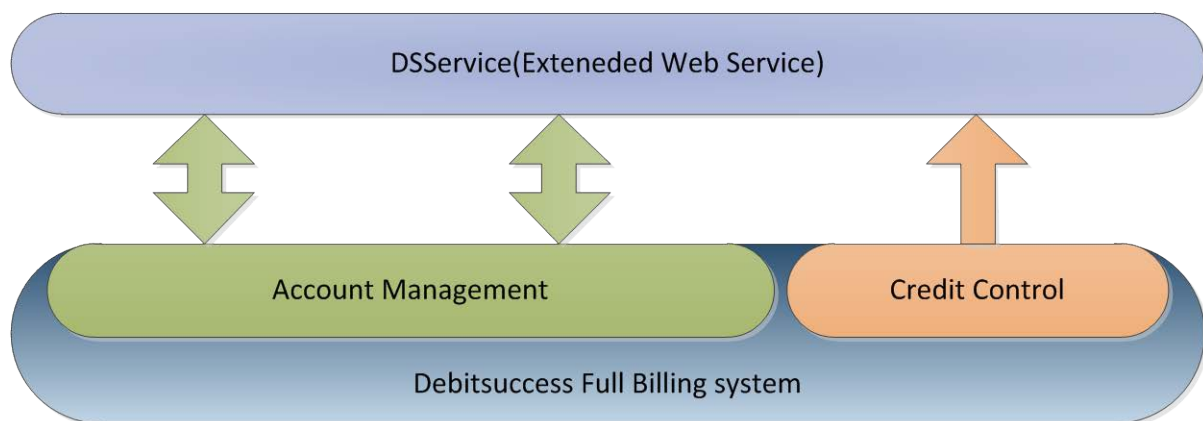 DSService(Exteneded Web Service)
Account Management
Credit Control
Debitsuccess Full Billing system